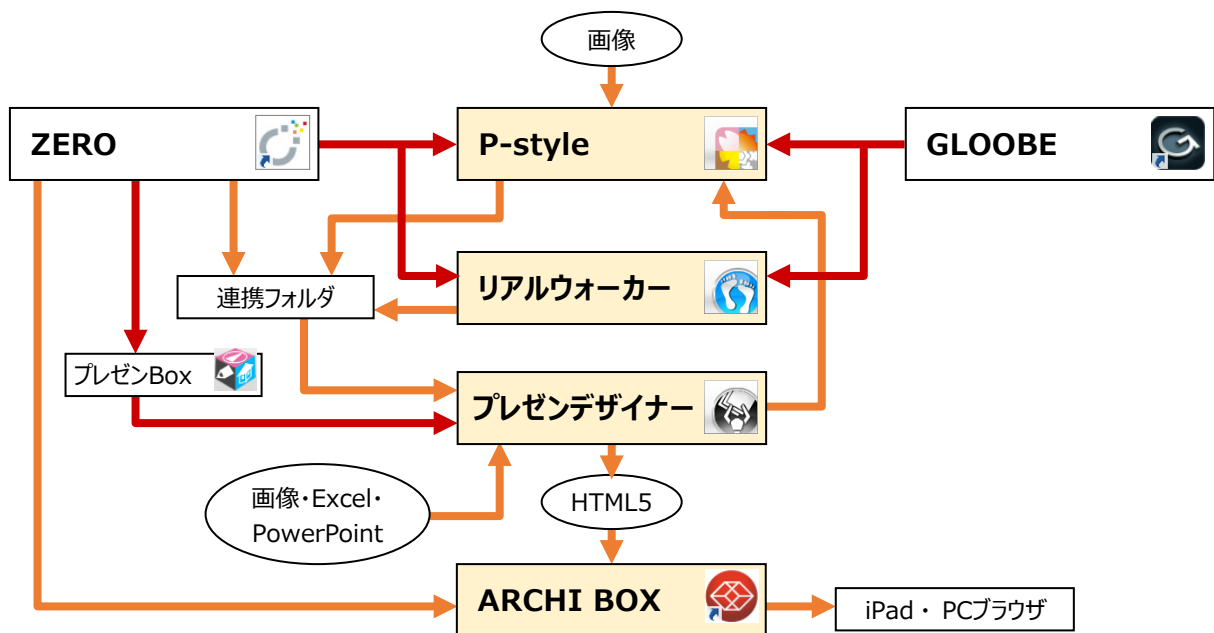 画像
ZERO
P-style
GLOOBE
リアルウォーカー
連携フォルダ
プレゼンBox
プレゼンデザイナー
画像・Excel・
PowerPoint
HTML5
ARCHI BOX
iPad・ PCブラウザ